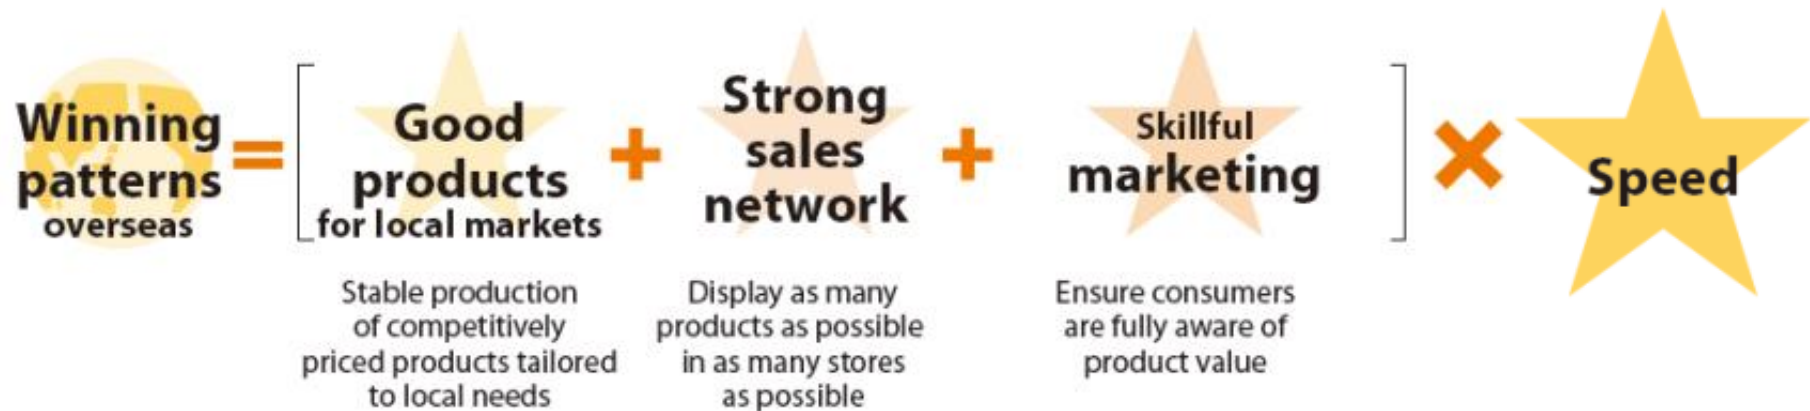 Winning
patterns
overseas
=
[
Good
products
for local markets
+
Strong
sales
network
+
Skillful
marketing
]
×
Speed
Stable production
of competitively
priced products tailored
to local needs
Display as many
products as possible
in as many stores
as possible
Ensure consumers
are fully aware of
product value